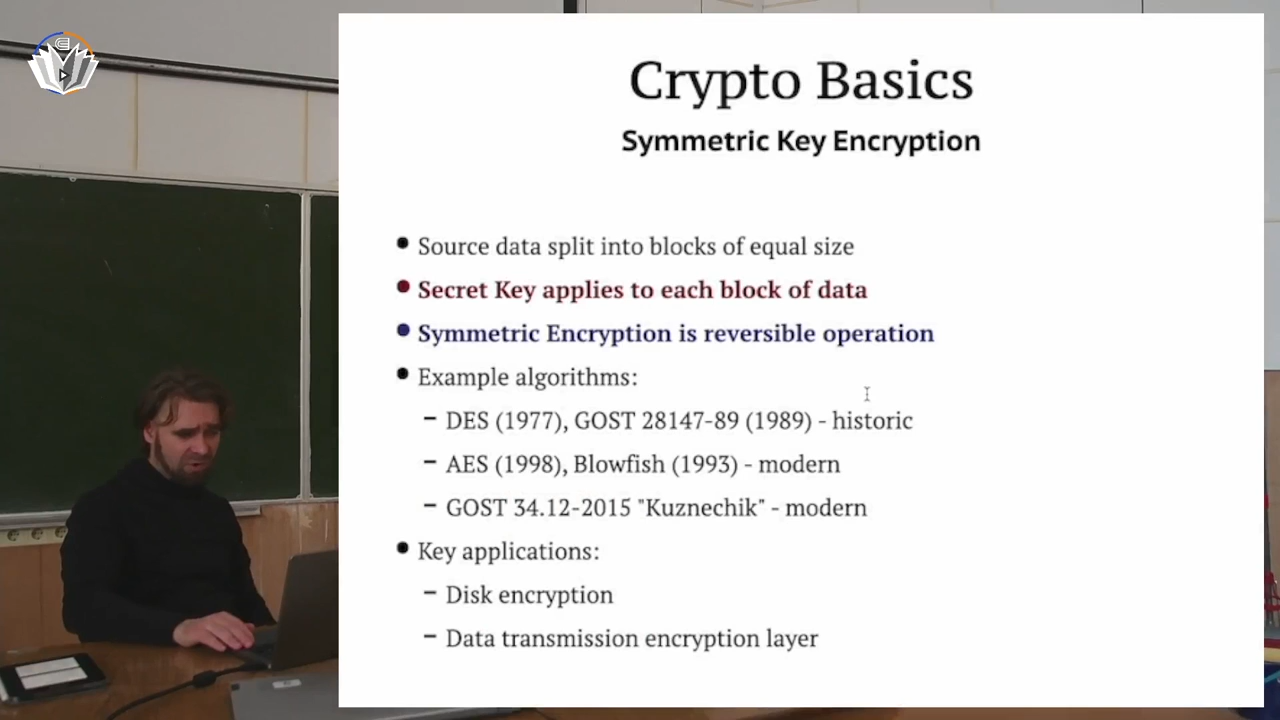 Crypto Basics
Symmetric Key Encryption
• Source data split into blocks of equal size
• Secret Key applies to each block of data
• Symmetric Encryption is reversible operation
• Example algorithms:
– DES (1977), GOST 28147-89 (1989) - historic
– AES (1998), Blowfish (1993) - modern
– GOST 34.12-2015 "Kuznechik" - modern
• Key applications:
– Disk encryption
– Data transmission encryption layer